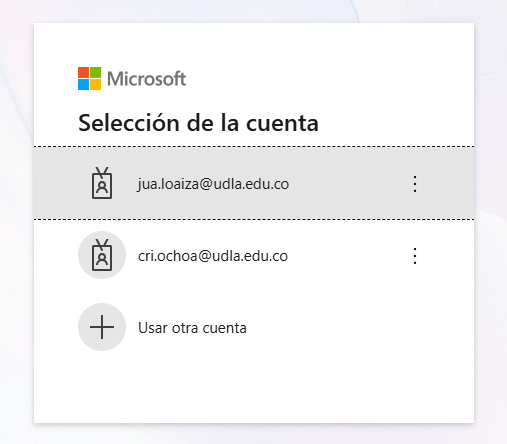 Microsoft
Selección de la cuenta
jua.loaiza@udla.edu.co
cri.ochoa@udla.edu.co
Usar otra cuenta